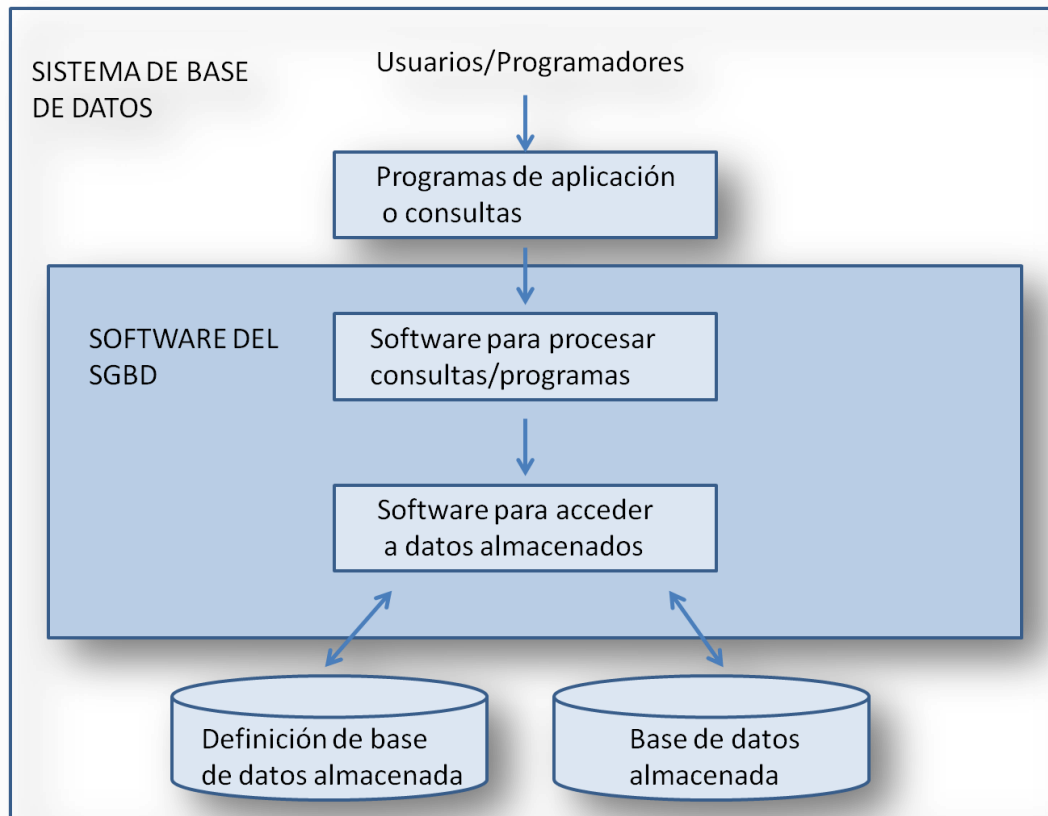 SISTEMA DE BASE
DE DATOS
Usuarios/Programadores
Programas de aplicación
o consultas
SOFTWARE DEL
SGBD
Software para procesar
consultas/programas
Software para acceder
a datos almacenados
Definición de base
de datos almacenada
Base de datos
almacenada